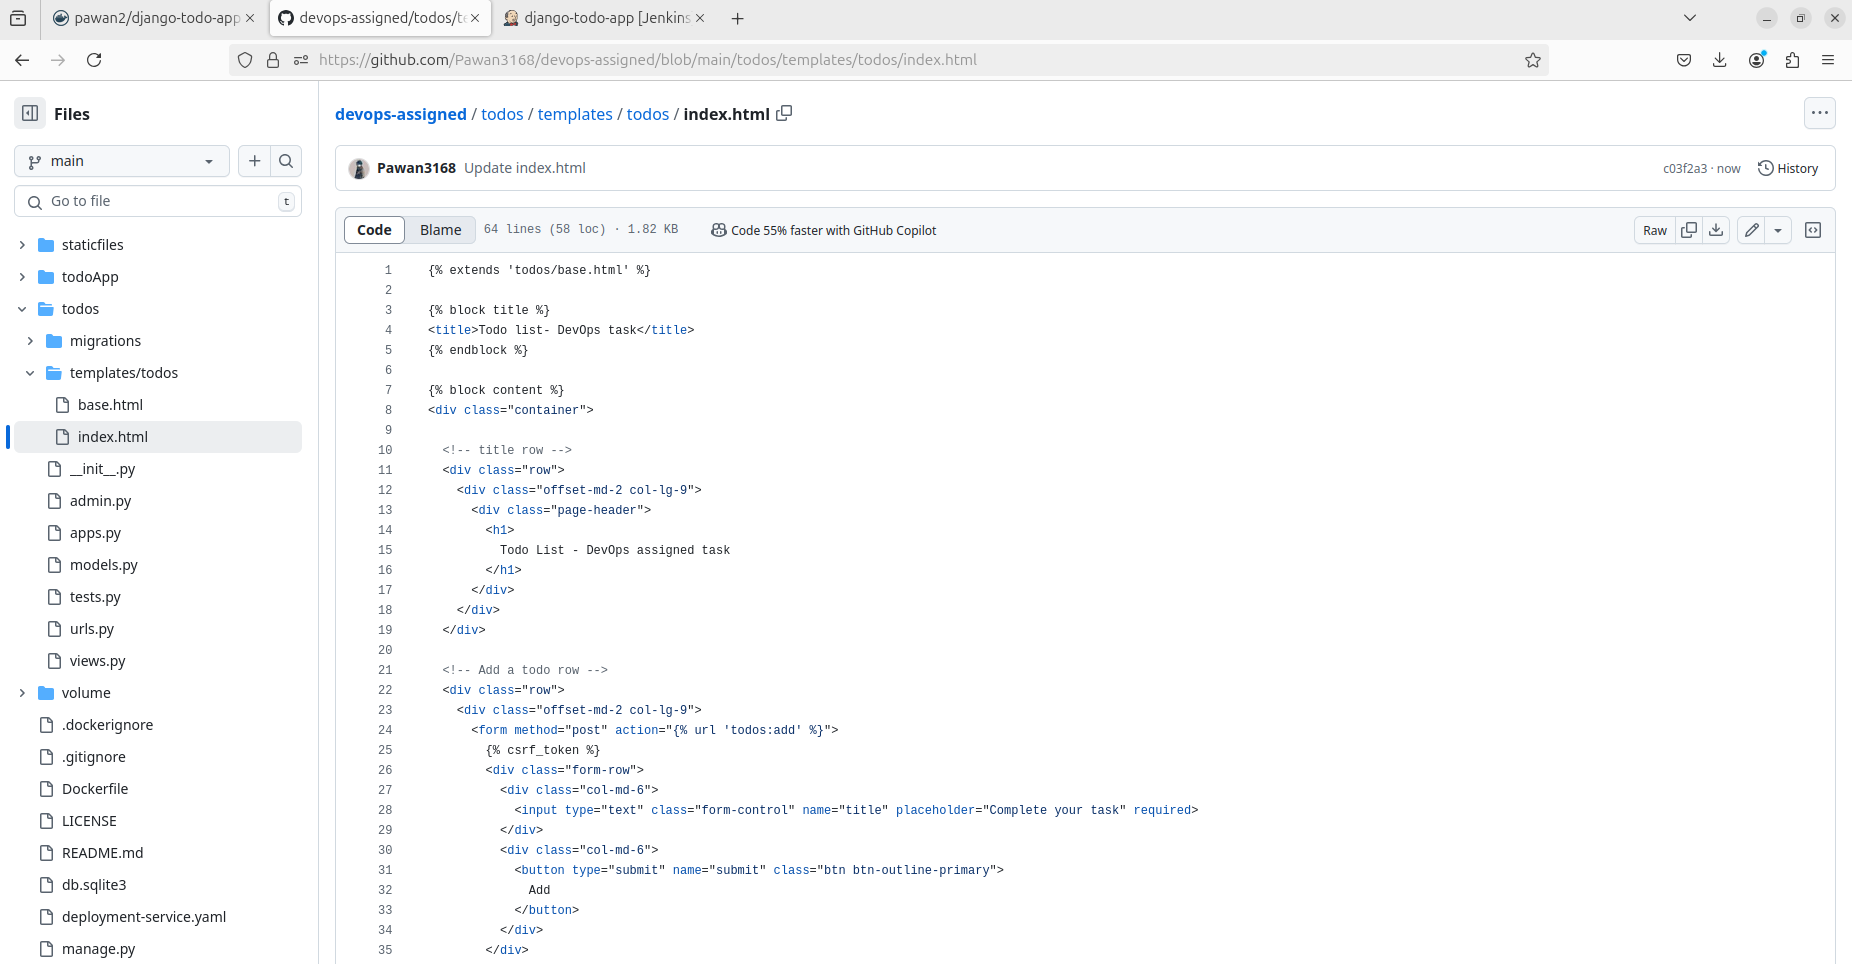 pawan2/django-todo-app
devops-assigned/todos/te
django-todo-app [Jenkins
https://github.com/Pawan3168/devops-assigned/blob/main/todos/templates/todos/index.html
Files
main
Go to file
t
staticfiles
todoApp
todos
migrations
templates/todos
base.html
index.html
__init__.py
admin.py
apps.py
models.py
tests.py
urls.py
views.py
volume
.dockerignore
.gitignore
Dockerfile
LICENSE
README.md
db.sqlite3
deployment-service.yaml
manage.py
devops-assigned / todos / templates / todos / index.html
Pawan3168 Update index.html
c03f2a3 · now
History
Code
Blame
64 lines (58 loc) · 1.82 KB
Code 55% faster with GitHub Copilot
Raw
1 {% extends 'todos/base.html' %}
2
3 {% block title %}
4 <title>Todo list- DevOps task</title>
5 {% endblock %}
6
7 {% block content %}
8 <div class="container">
9
10 <!-- title row -->
11 <div class="row">
12 <div class="offset-md-2 col-lg-9">
13 <div class="page-header">
14 <h1>
15 Todo List - DevOps assigned task
16 </h1>
17 </div>
18 </div>
19 </div>
20
21 <!-- Add a todo row -->
22 <div class="row">
23 <div class="offset-md-2 col-lg-9">
24 <form method="post" action="{% url 'todos:add' %}">
25 {% csrf_token %}
26 <div class="form-row">
27 <div class="col-md-6">
28 <input type="text" class="form-control" name="title" placeholder="Complete your task" required>
29 </div>
30 <div class="col-md-6">
31 <button type="submit" name="submit" class="btn btn-outline-primary">
32 Add
33 </button>
34 </div>
35 </div>